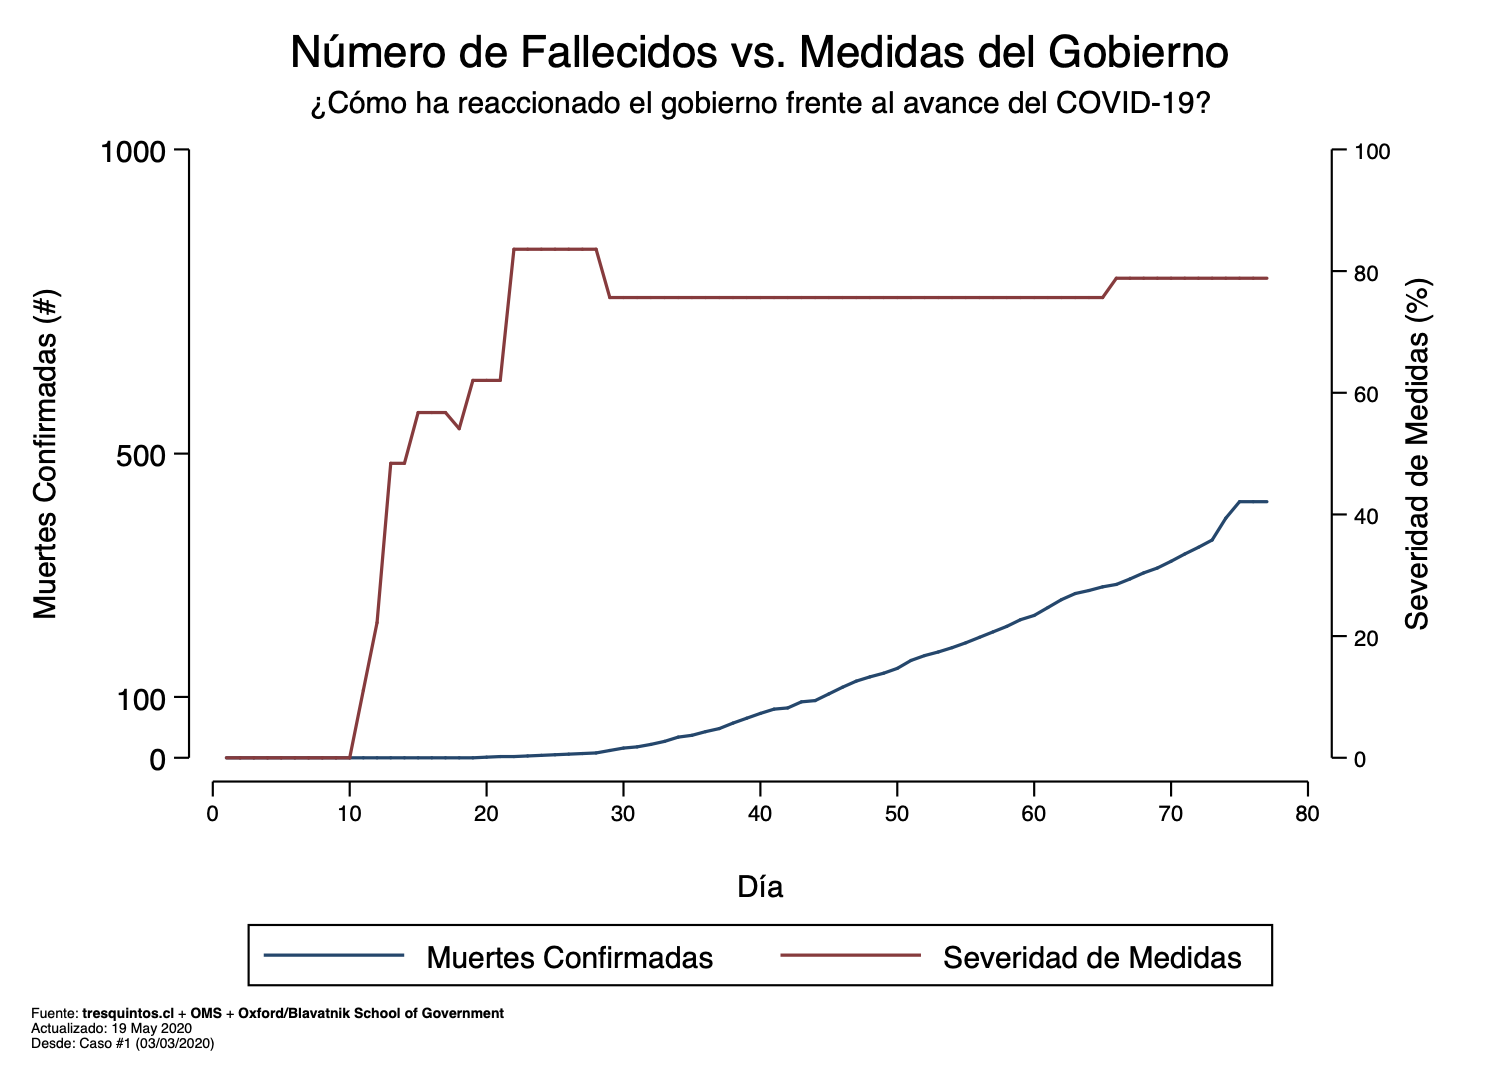 Número de Fallecidos vs. Medidas del Gobierno
¿Cómo ha reaccionado el gobierno frente al avance del COVID-19?
Muertes Confirmadas (#)
1000
500
100
0
Severidad de Medidas (%)
100
80
60
40
20
0
0 10 20 30 40 50 60 70 80
Día
Muertes Confirmadas Severidad de Medidas
Fuente: tresquintos.cl + OMS + Oxford/Blavatnik School of Government
Actualizado: 19 May 2020
Desde: Caso #1 (03/03/2020)